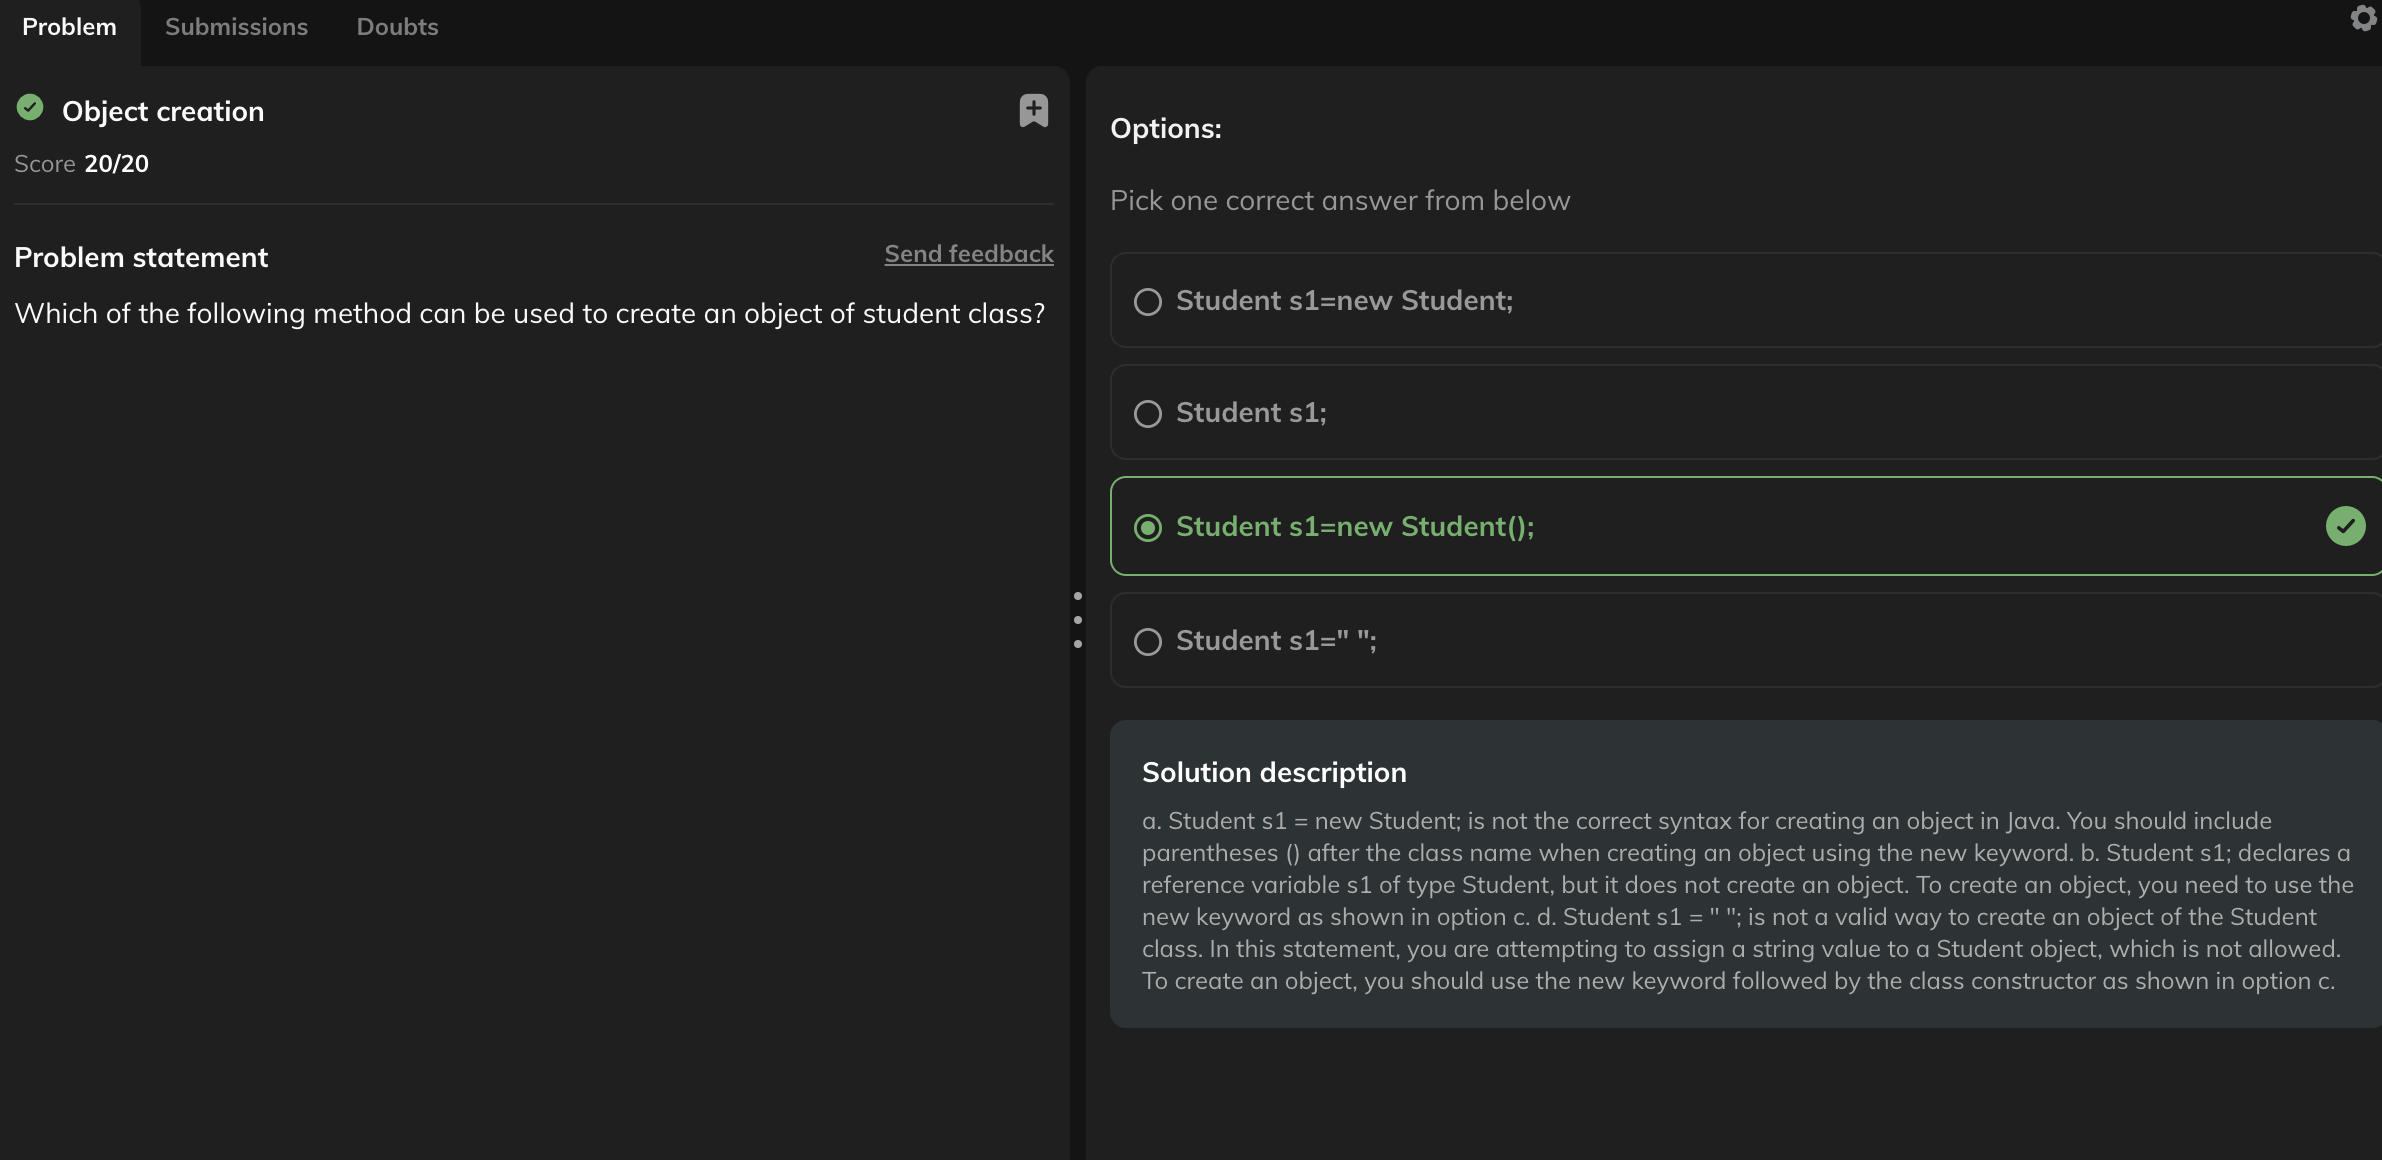 Problem
Submissions
Doubts
Object creation
Score 20/20
Problem statement
Send feedback
Which of the following method can be used to create an object of student class?
Options:
Pick one correct answer from below
Student s1=new Student;
Student s1;
Student s1=new Student();
Student s1=" ";
Solution description
a. Student s1 = new Student; is not the correct syntax for creating an object in Java. You should include
parentheses () after the class name when creating an object using the new keyword. b. Student s1; declares a
reference variable s1 of type Student, but it does not create an object. To create an object, you need to use the
new keyword as shown in option c. d. Student s1 = " "; is not a valid way to create an object of the Student
class. In this statement, you are attempting to assign a string value to a Student object, which is not allowed.
To create an object, you should use the new keyword followed by the class constructor as shown in option c.